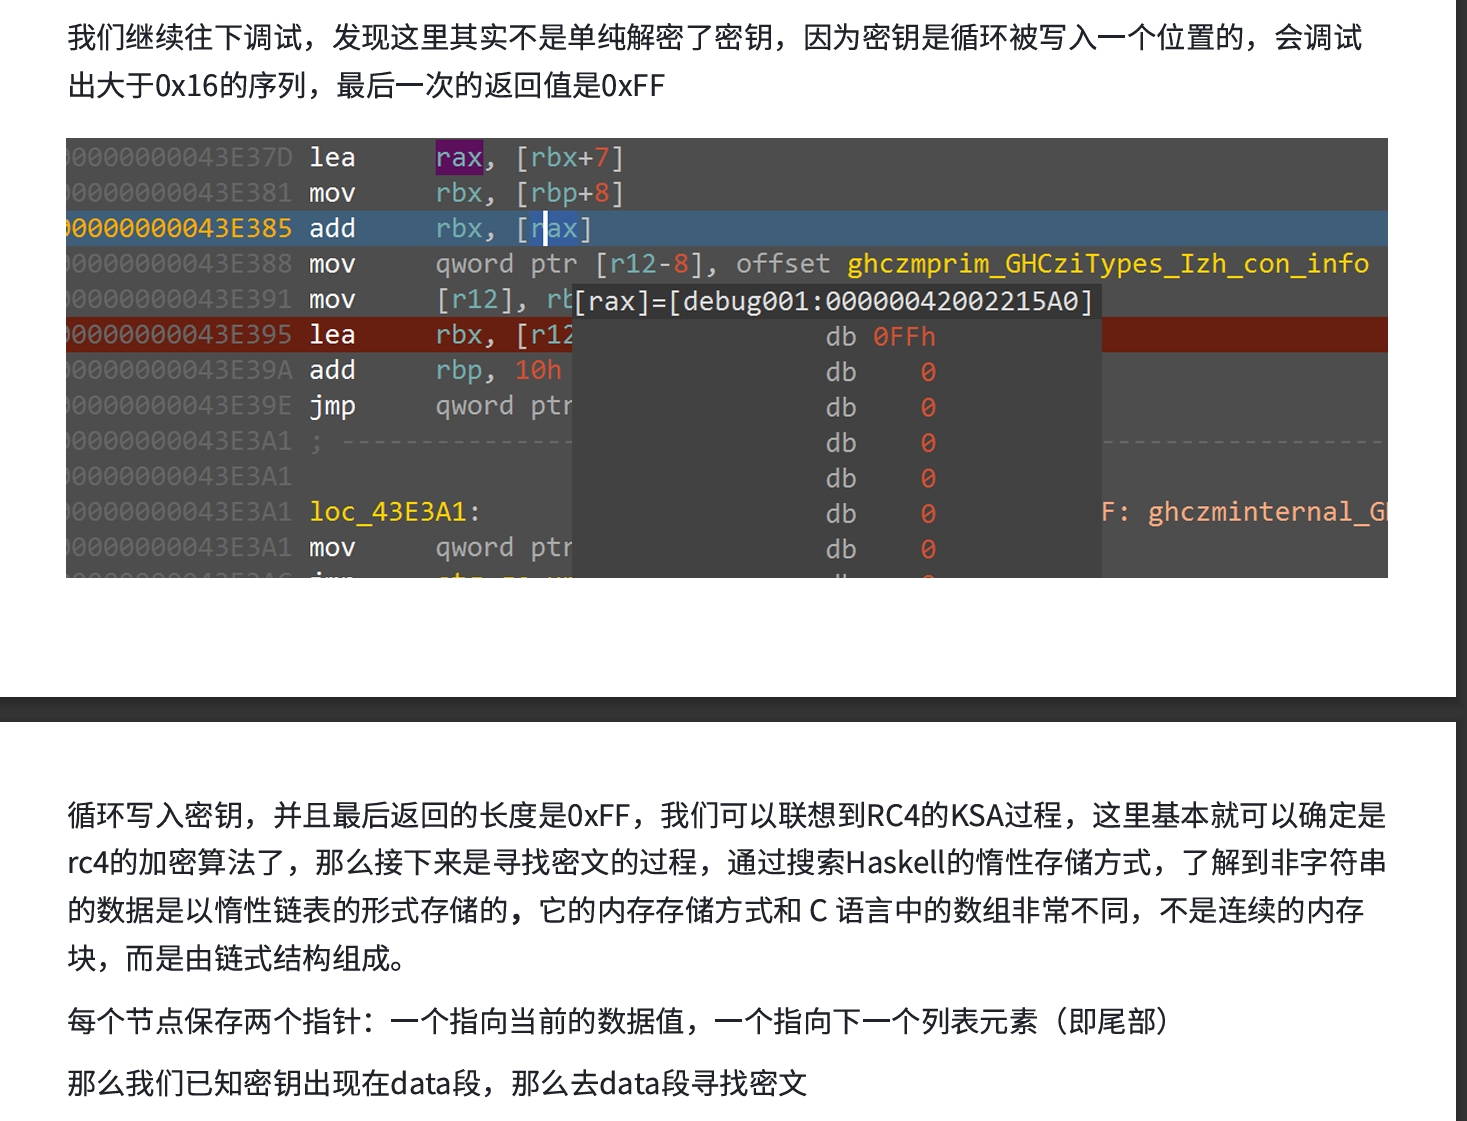 我们继续往下调试，发现这里其实不是单纯解密了密钥，因为密钥是循环被写入一个位置的，会调试
出大于0x16的序列，最后一次的返回值是0xFF
00000000043E37D lea rax, [rbx+7]
00000000043E381 mov rbx, [rbp+8]
00000000043E385 add rbx, [rax]
00000000043E388 mov qword ptr [r12-8], offset ghczmprim_GHCziTypes_Izh_con_info
00000000043E391 mov [r12], rb
[rax]=[debug001:00000042002215A0]
00000000043E395 lea rbx, [r12
db 0FFh
00000000043E39A add rbp, 10h
db 0
00000000043E39E jmp qword ptr
db 0
00000000043E3A1 ; ----------------------------------
db 0
00000000043E3A1
db 0
00000000043E3A1 loc_43E3A1:
db 0
F: ghczminternal_G
00000000043E3A1 mov qword ptr
db 0
循环写入密钥，并且最后返回的长度是0xFF，我们可以联想到RC4的KSA过程，这里基本就可以确定是
rc4的加密算法了，那么接下来是寻找密文的过程，通过搜索Haskell的惰性存储方式，了解到非字符串
的数据是以惰性链表的形式存储的，它的内存存储方式和 C 语言中的数组非常不同，不是连续的内存
块，而是由链式结构组成。
每个节点保存两个指针：一个指向当前的数据值，一个指向下一个列表元素（即尾部）
那么我们已知密钥出现在data段，那么去data段寻找密文